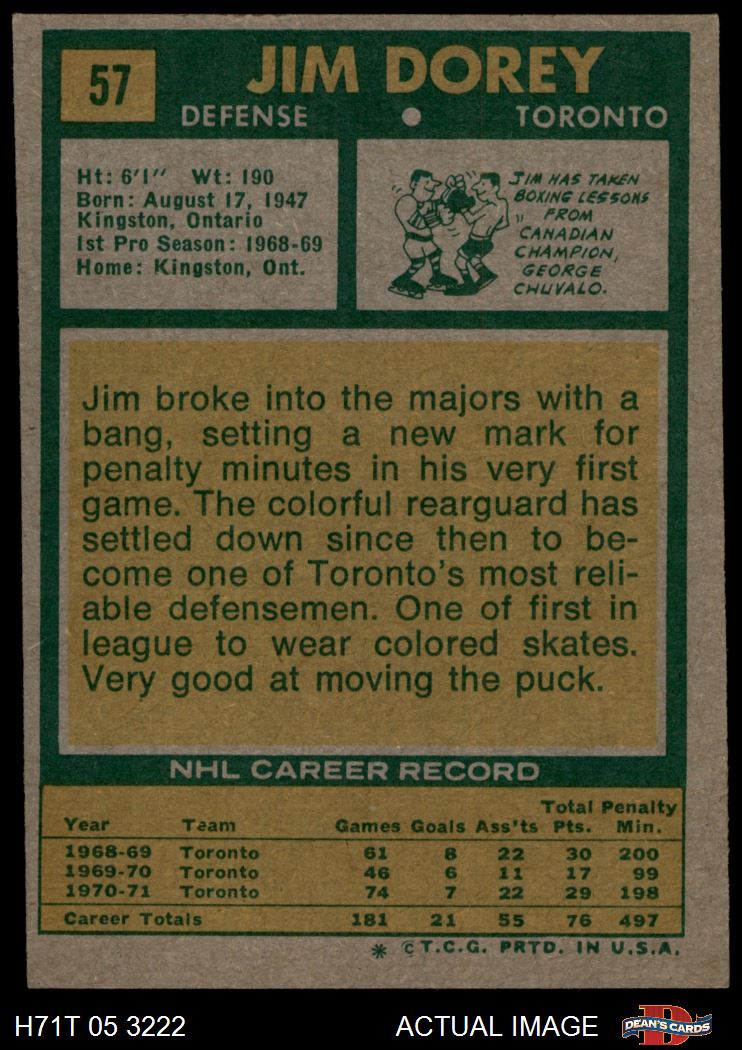 57
JIM DOREY
DEFENSE ● TORONTO
Ht: 6'1" Wt: 190
Born: August 17, 1947
Kingston, Ontario
1st Pro Season: 1968-69
Home: Kingston, Ont.
JIM HAS TAKEN
BOXING LESSONS
FROM
CANADIAN
CHAMPION,
GEORGE
CHUVALO.
Jim broke into the majors with a
bang, setting a new mark for
penalty minutes in his very first
game. The colorful rearguard has
settled down since then to be-
come one of Toronto's most reli-
able defensemen. One of first in
league to wear colored skates.
Very good at moving the puck.
NHL CAREER RECORD
Total Penalty
Year Team Games Goals Ass'ts Pts. Min.
1968-69 Toronto 61 8 22 30 200
1969-70 Toronto 46 6 11 17 99
1970-71 Toronto 74 7 22 29 198
Career Totals 181 21 55 76 497
* © T.C.G. PRTD. IN U.S.A.
H71T 05 3222 ACTUAL IMAGE D DEAN'S CARDS